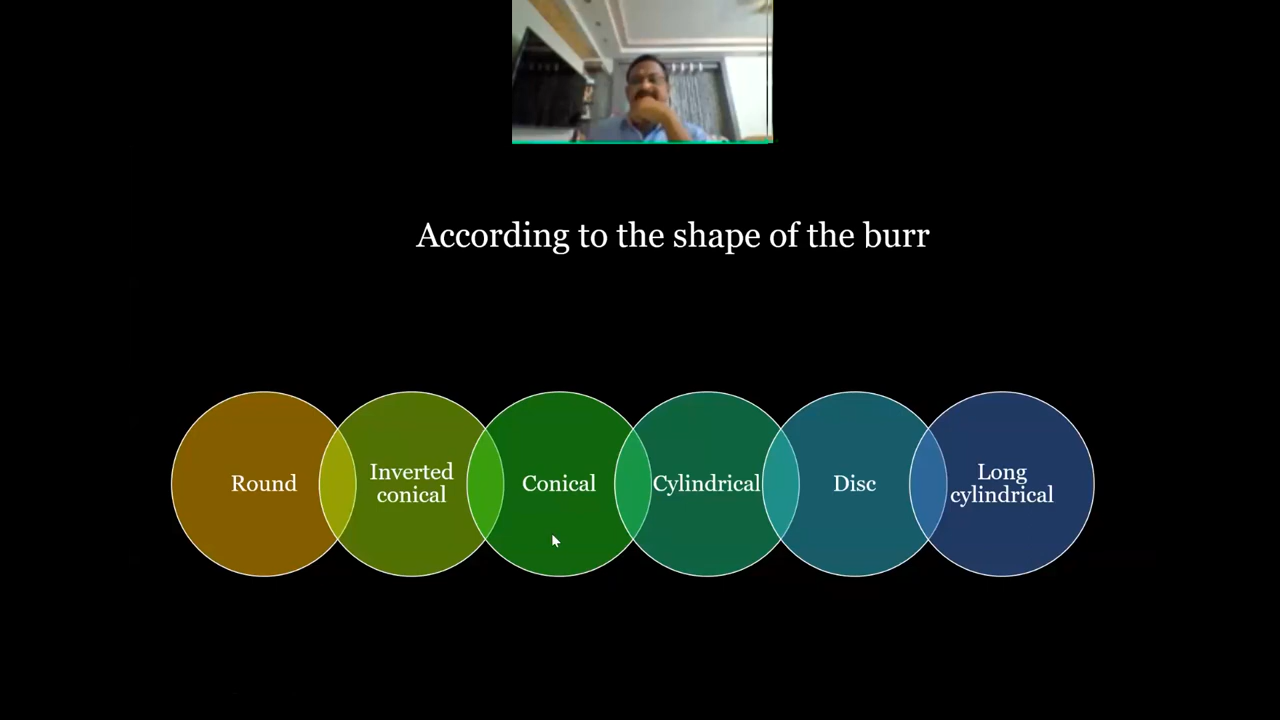 According to the shape of the burr
Round
Inverted
conical
Conical
Cylindrical
Disc
Long
cylindrical